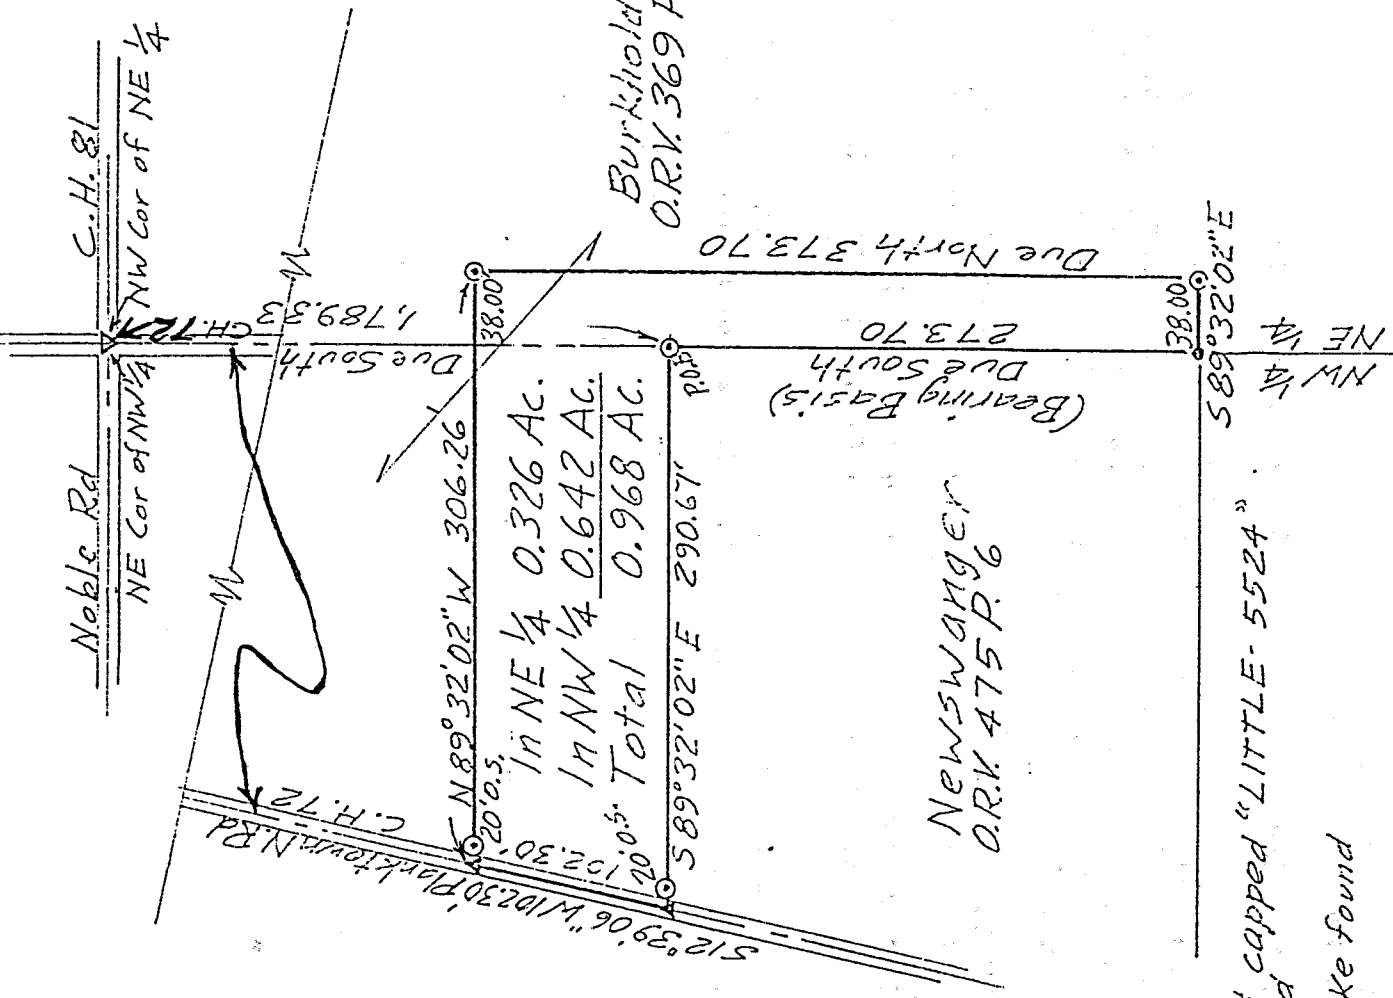 Noble Rd
C.H. 81
NE Cor of NW 1/4
NW Cor of NE 1/4
C.H. 72
1,789.33
Due South
Burkhold
O.R.V. 369 P
N 89°32'02" W 306.26
38.00'
20' O.S.
In NE 1/4 0.326 Ac.
In NW 1/4 0.642 Ac.
Total 0.968 Ac.
P.O.B.
20' O.S.
S 89°32'02" E 290.67'
C.H. 72
Planktown N. Rd
102.30'
S12°39'06"W 102.30'
Due North 373.70
273.70
Due South
(Bearing Basis)
38.00'
S 89°32'02" E
NE 1/4
NW 1/4
Newswanger
O.R.V. 475 P. 6
capped "LITTLE- 5524"
ke found